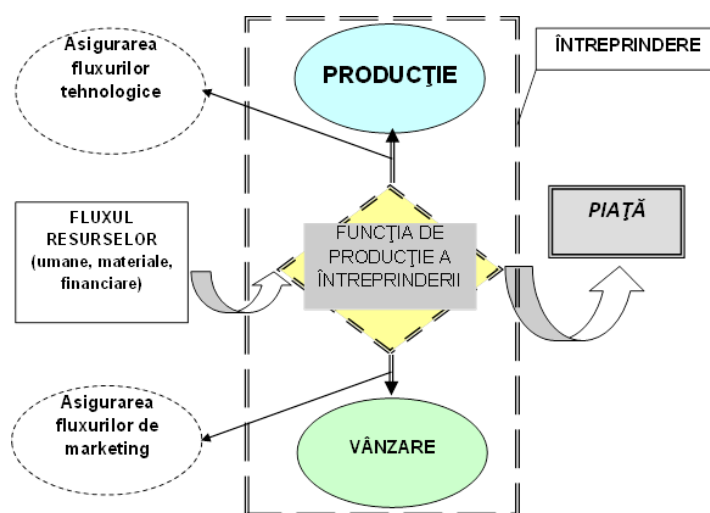 Asigurarea
fluxurilor
tehnologice
PRODUCŢIE
ÎNTREPRINDERE
FLUXUL
RESURSELOR
(umane, materiale,
financiare)
FUNCŢIA DE
PRODUCŢIE A
ÎNTREPRINDERII
PIAŢĂ
Asigurarea
fluxurilor de
marketing
VÂNZARE